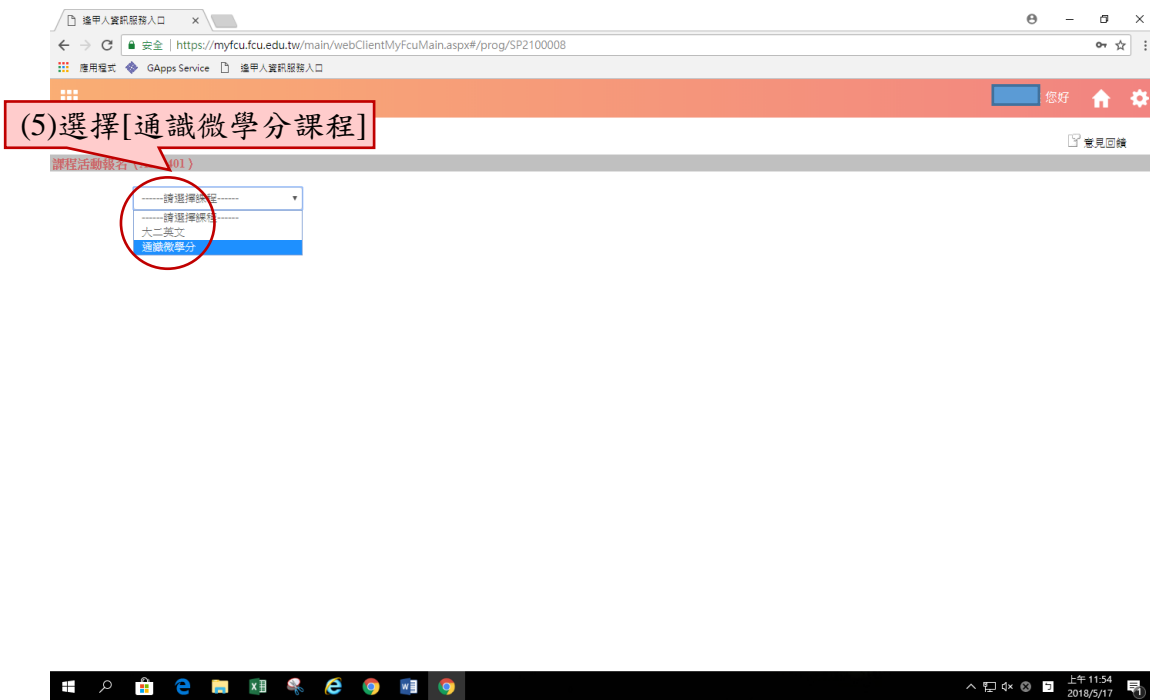 逢甲人資訊服務入口
安全 | https://myfcu.fcu.edu.tw/main/webClientMyFcuMain.aspx#/prog/SP2100008
應用程式 GApps Service 逢甲人資訊服務入口
您好
(5)選擇[通識微學分課程]
意見回饋
課程活動報名 401)
------請選擇課程------
------請選擇課程------
大二英文
通識微學分
上午 11:54
2018/5/17